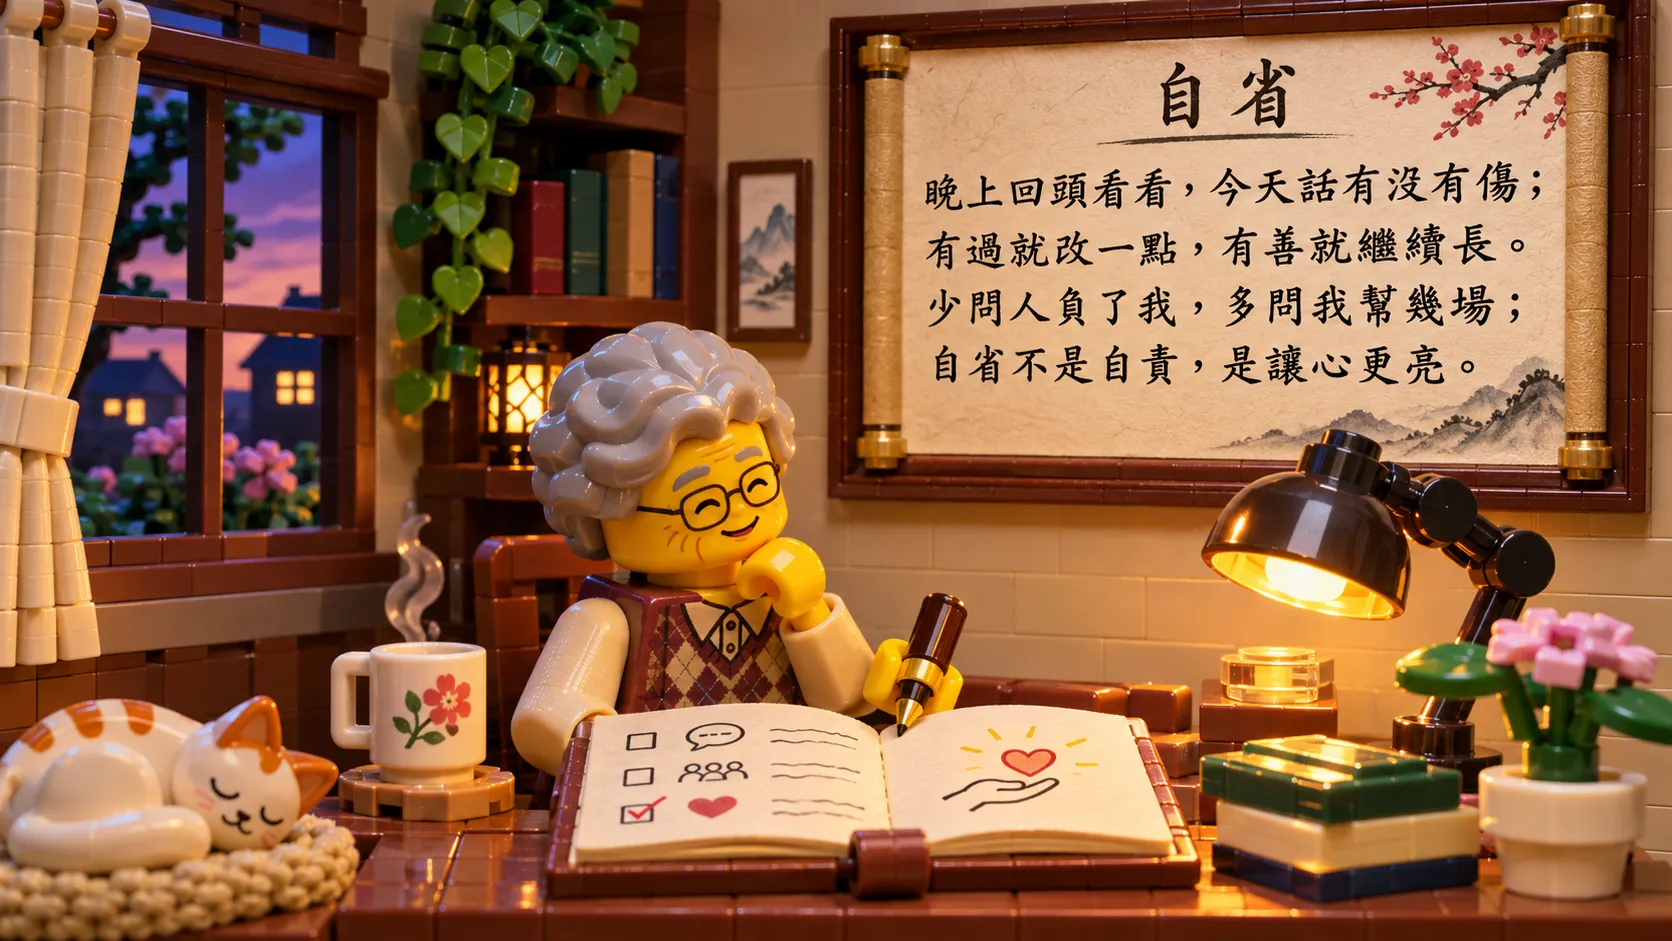 自省
晚上回頭看看，今天話有沒有傷；
有過就改一點，有善就繼續長。
少問人負了我，多問我幫幾場；
自省不是自責，是讓心更亮。